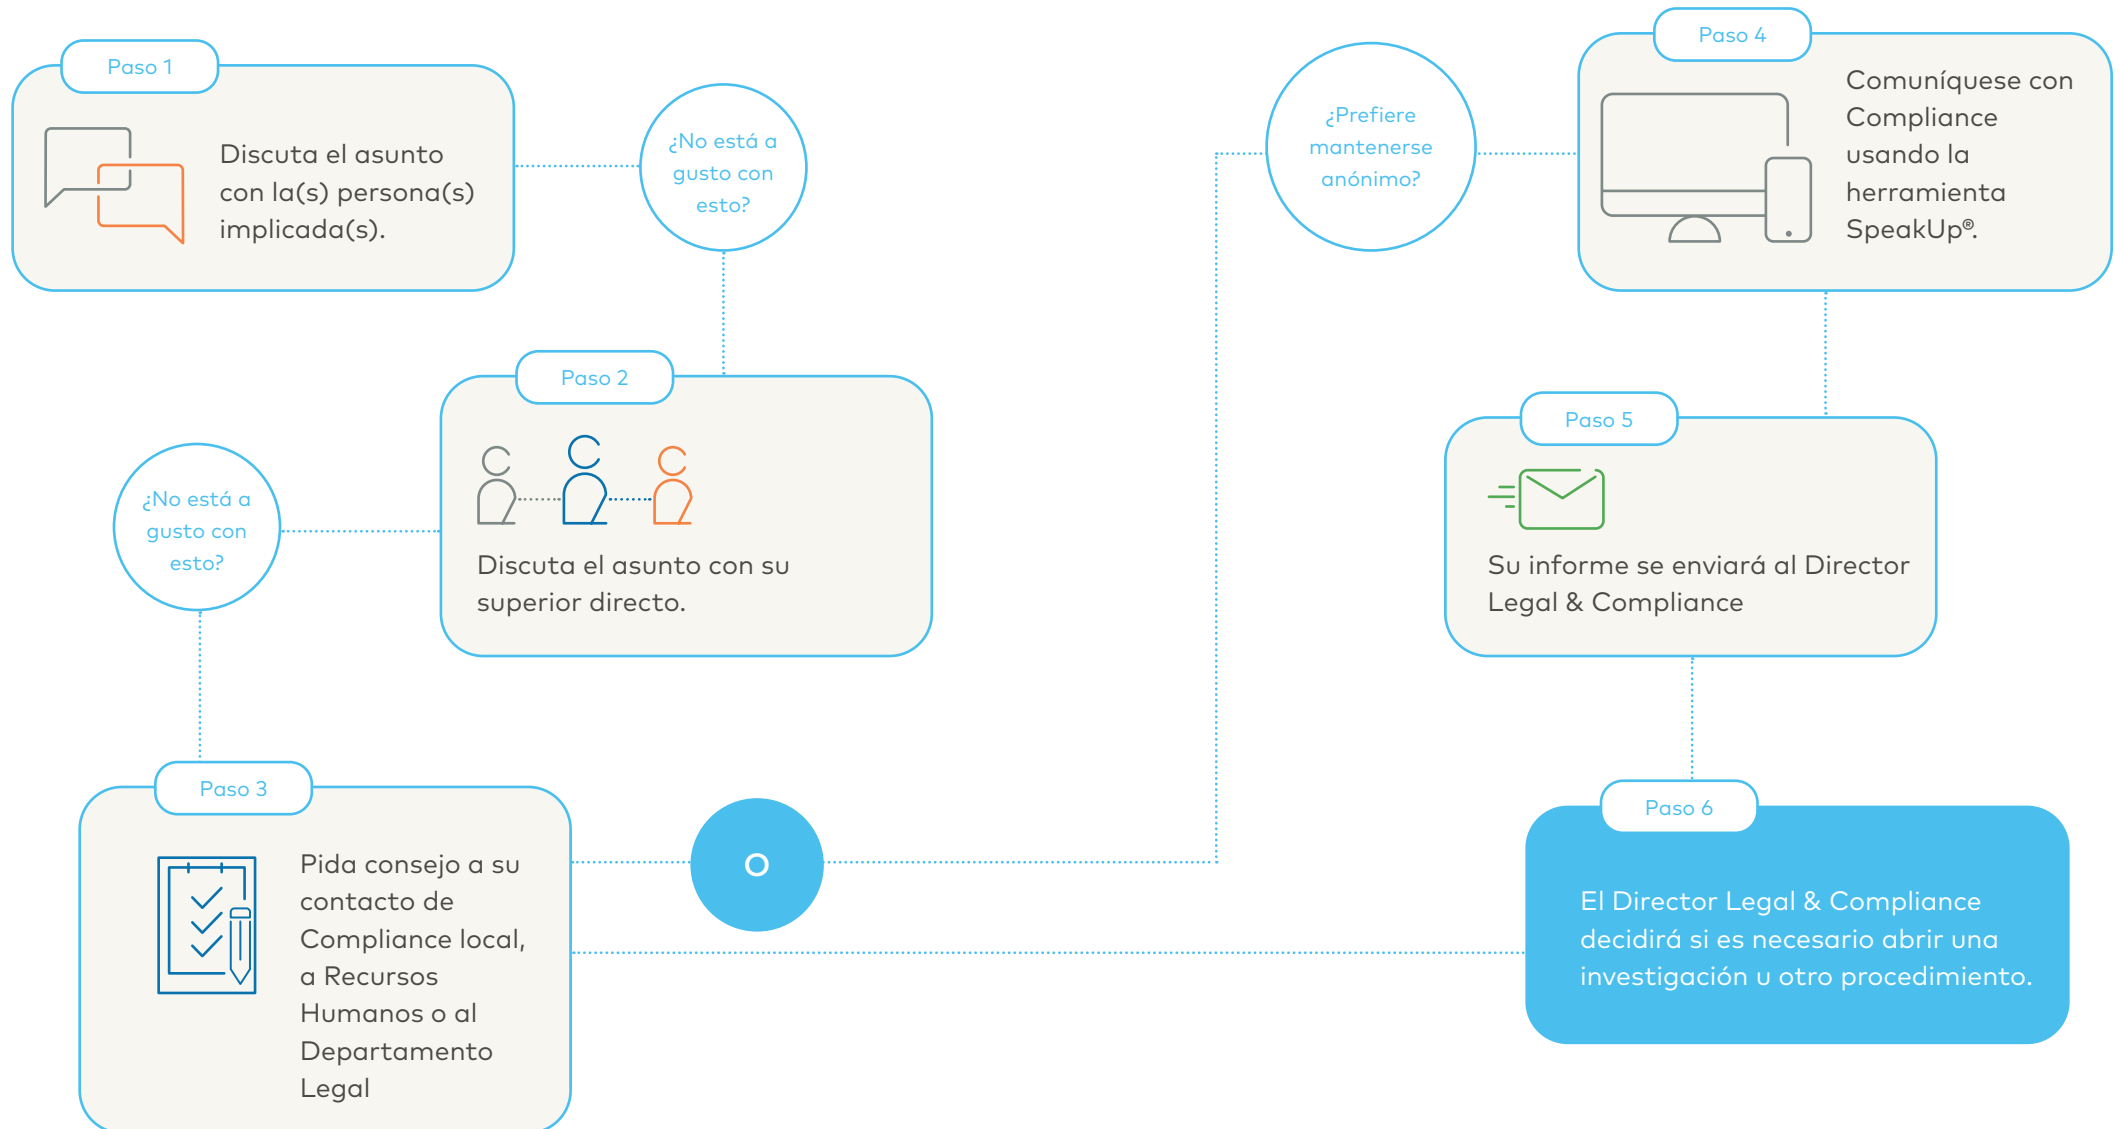 Paso 1
Discuta el asunto
con la(s) persona(s)
implicada(s).
¿No está a
gusto con
esto?
Paso 2
Discuta el asunto con su
superior directo.
¿No está a
gusto con
esto?
Paso 3
Pida consejo a su
contacto de
Compliance local,
a Recursos
Humanos o al
Departamento
Legal
O
¿Prefiere
mantenerse
anónimo?
Paso 4
Comuníquese con
Compliance
usando la
herramienta
SpeakUp®.
Paso 5
Su informe se enviará al Director
Legal & Compliance
Paso 6
El Director Legal & Compliance
decidirá si es necesario abrir una
investigación u otro procedimiento.